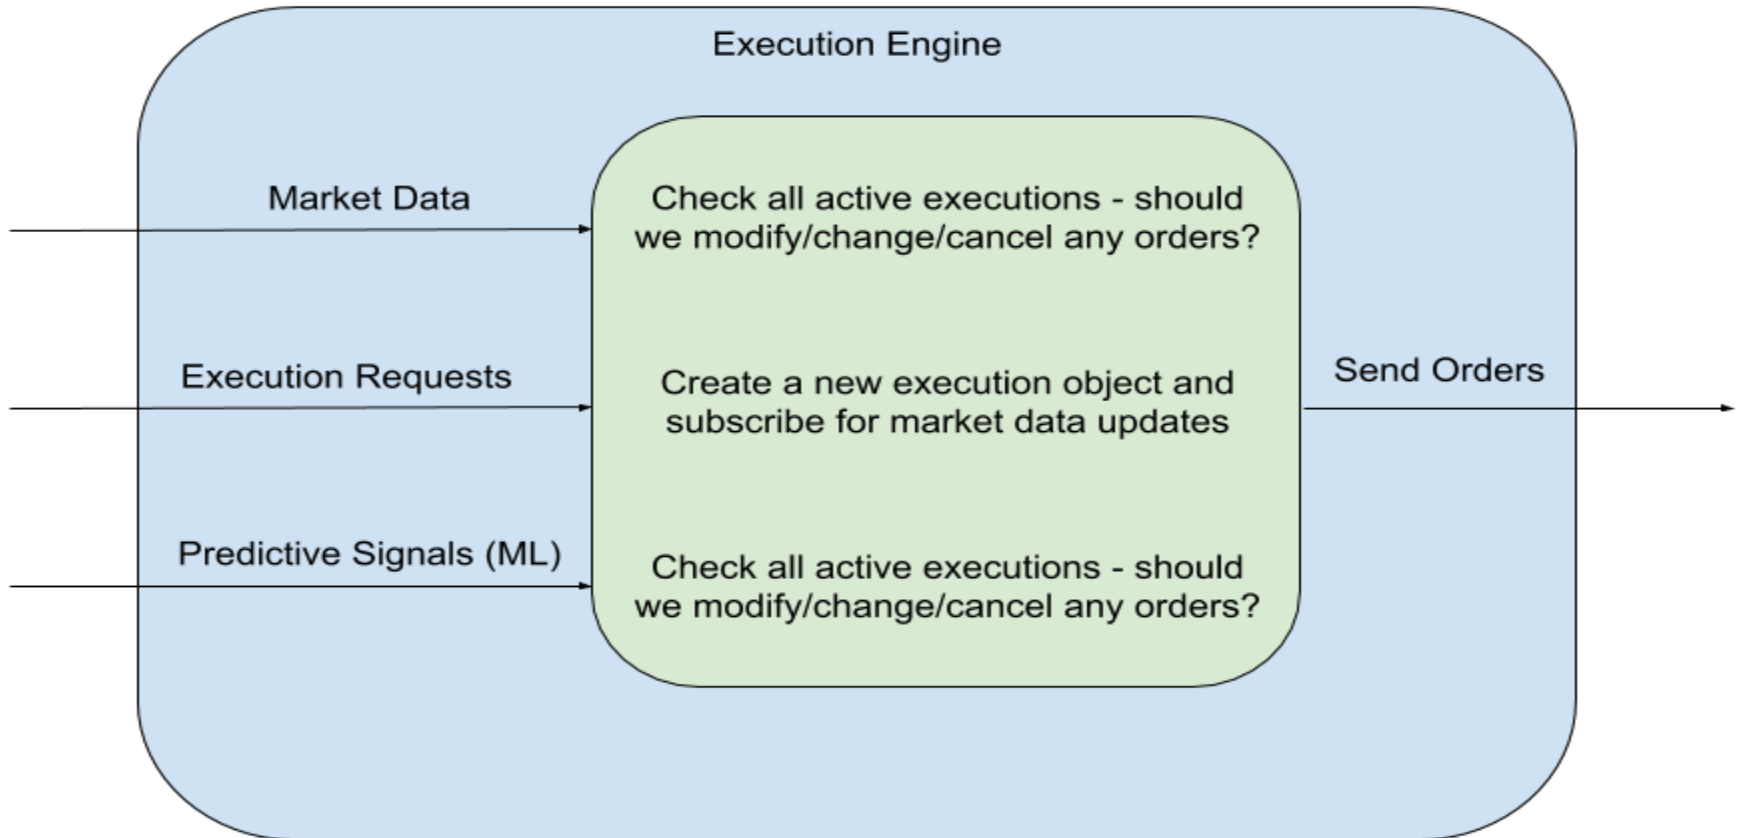 Execution Engine
Market Data
Check all active executions - should
we modify/change/cancel any orders?
Execution Requests
Create a new execution object and
subscribe for market data updates
Send Orders
Predictive Signals (ML)
Check all active executions - should
we modify/change/cancel any orders?